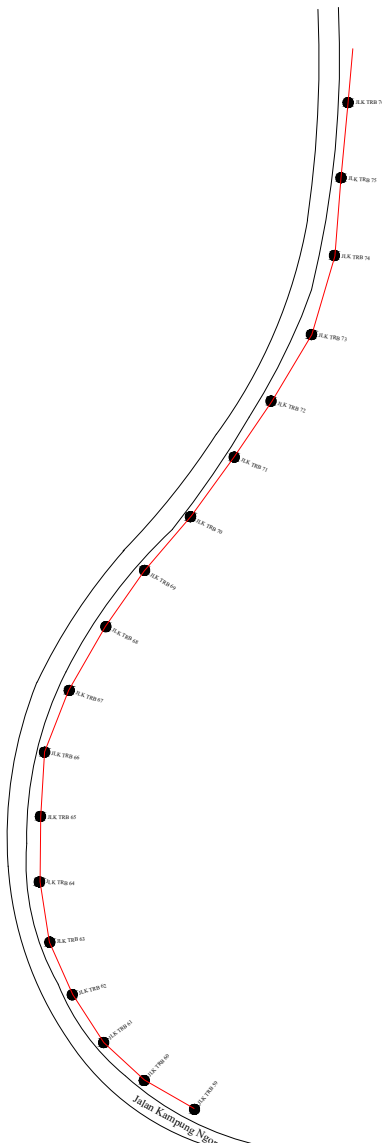 JLK TRB 76
JLK TRB 75
JLK TRB 74
JLK TRB 73
JLK TRB 72
JLK TRB 71
JLK TRB 70
JLK TRB 69
JLK TRB 68
JLK TRB 67
JLK TRB 66
JLK TRB 65
JLK TRB 64
JLK TRB 63
JLK TRB 62
JLK TRB 61
JLK TRB 60
JLK TRB 59
Jalan Kampung Ngor